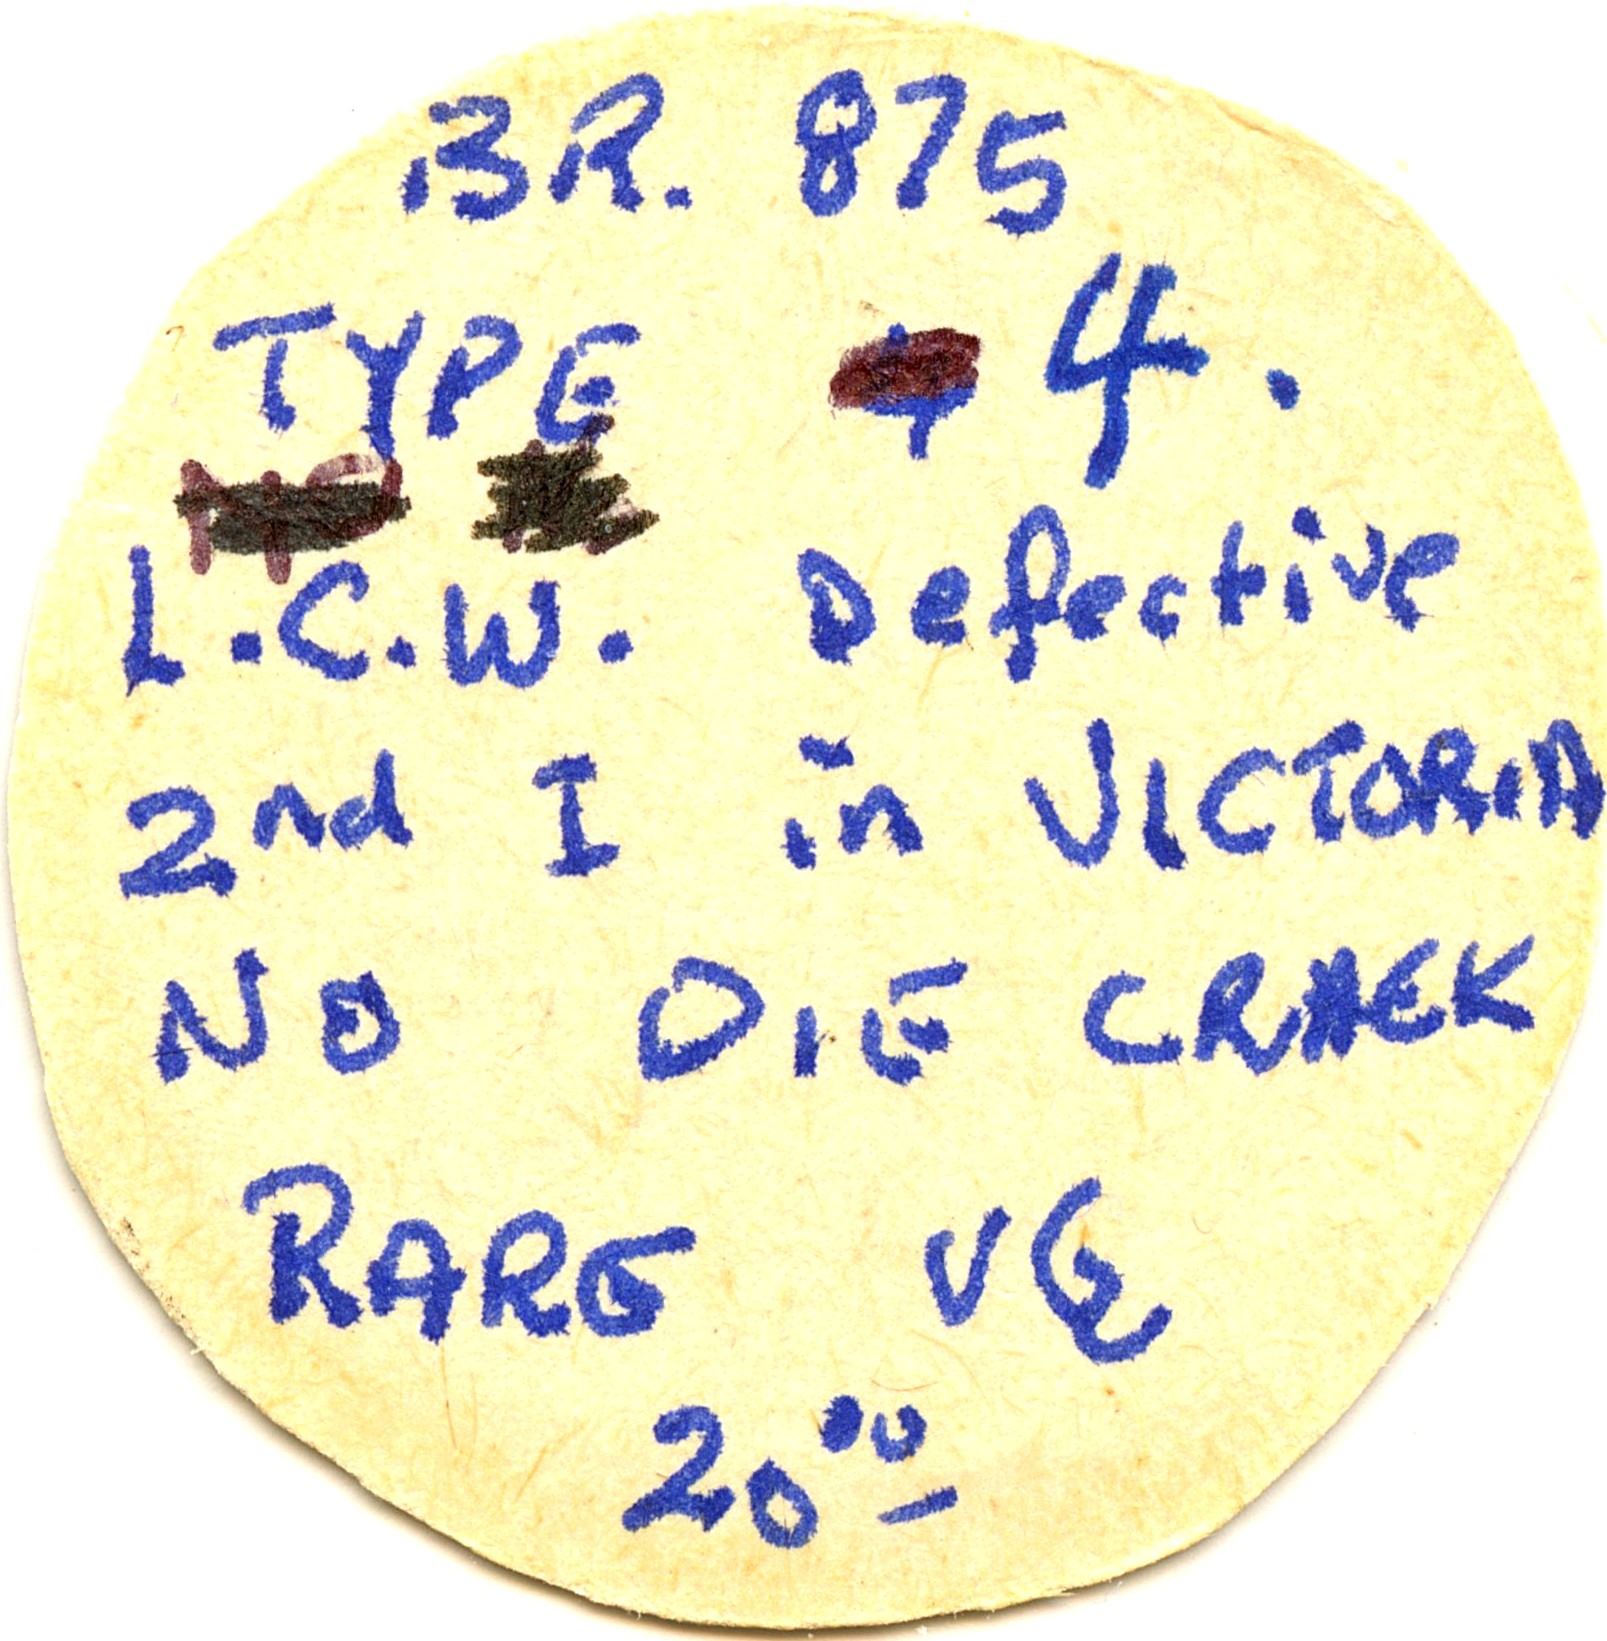 BR. 875
TYPE 4.
L.C.W. Defective
2nd I in VICTORIA
NO DIE CRACK
RARE VG
20⁰⁰